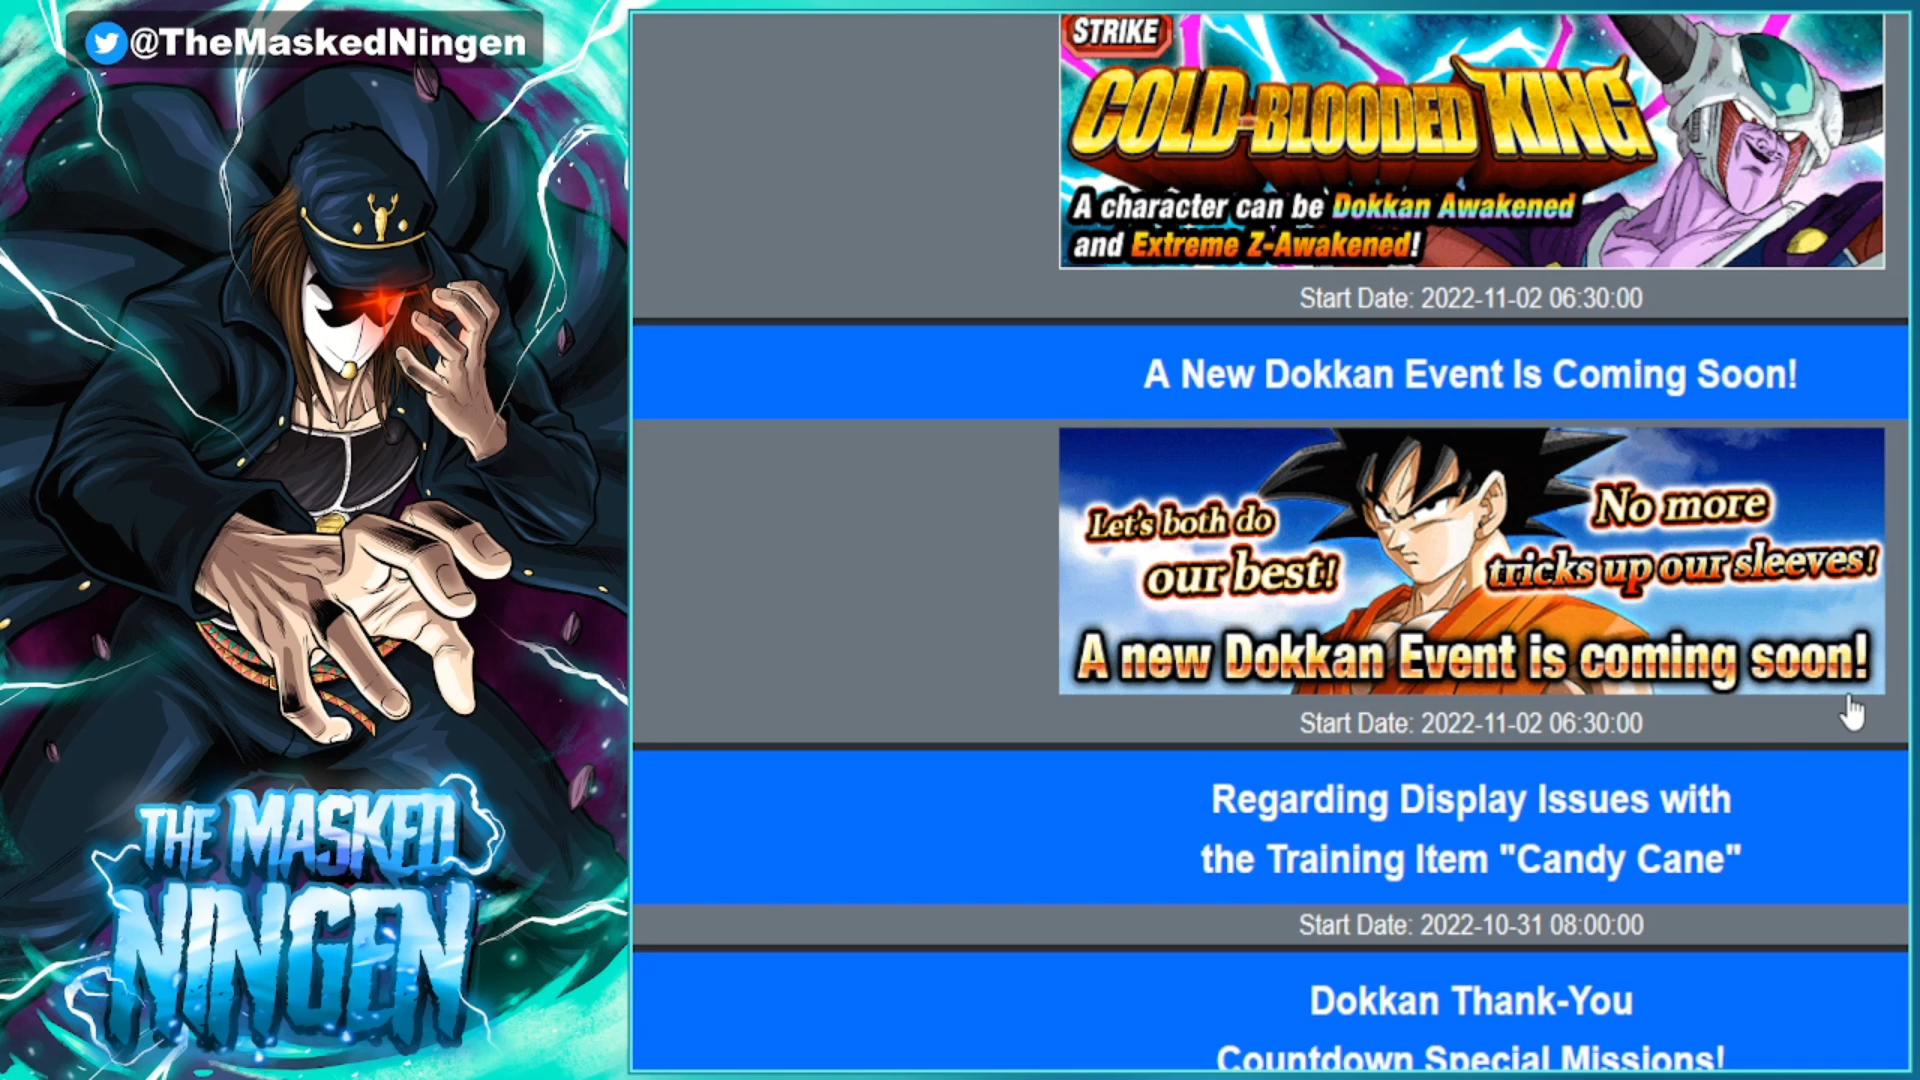 @TheMaskedNingen
THE MASKED
NINGEN
STRIKE
COLD-BLOODED KING
A character can be Dokkan Awakened
and Extreme Z-Awakened!
Start Date: 2022-11-02 06:30:00
A New Dokkan Event Is Coming Soon!
Let's both do
our best!
No more
tricks up our sleeves!
A new Dokkan Event is coming soon!
Start Date: 2022-11-02 06:30:00
Regarding Display Issues with
the Training Item "Candy Cane"
Start Date: 2022-10-31 08:00:00
Dokkan Thank-You
Countdown Special Missions!